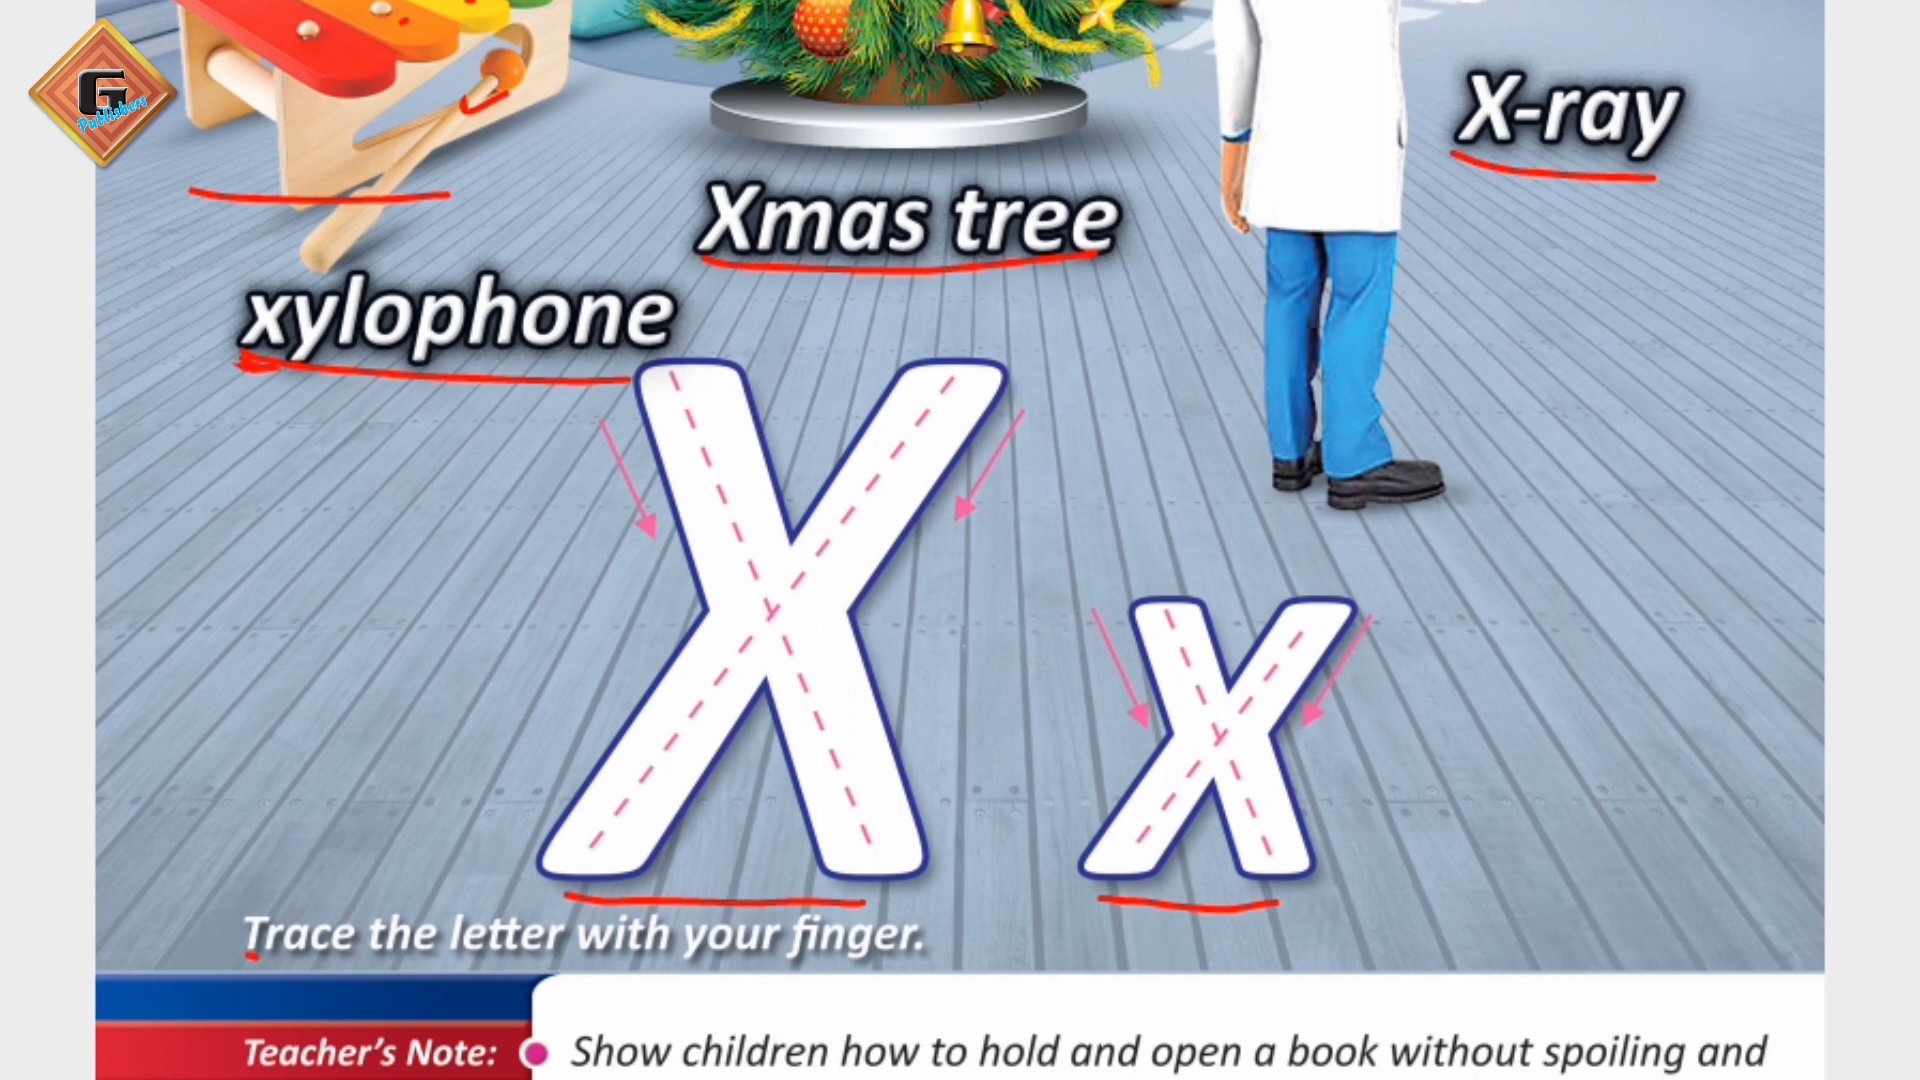 G
Publishers
X-ray
Xmas tree
xylophone
X x
Trace the letter with your finger.
Teacher's Note: Show children how to hold and open a book without spoiling and